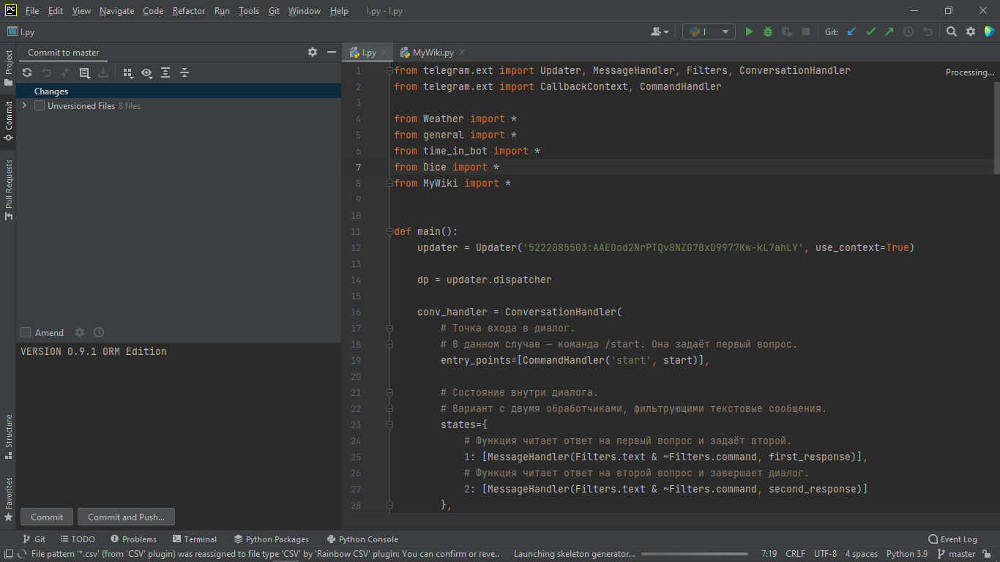 PC File Edit View Navigate Code Refactor Run Tools Git Window Help l.py - l.py
l.py l Git:
Project
Commit
Pull Requests
Structure
Favorites
Commit to master
Changes
Unversioned Files 8 files
Amend
VERSION 0.9.1 ORM Edition
Commit Commit and Push...
l.py MyWiki.py
Processing...
1 from telegram.ext import Updater, MessageHandler, Filters, ConversationHandler
2 from telegram.ext import CallbackContext, CommandHandler
3
4 from Weather import *
5 from general import *
6 from time_in_bot import *
7 from Dice import *
8 from MyWiki import *
9
10
11 def main():
12 updater = Updater('5222085503:AAEOod2NrPTQv8NZG7BxD9977Kw-kL7ahLY', use_context=True)
13
14 dp = updater.dispatcher
15
16 conv_handler = ConversationHandler(
17 # Точка входа в диалог.
18 # В данном случае — команда /start. Она задаёт первый вопрос.
19 entry_points=[CommandHandler('start', start)],
20
21 # Состояние внутри диалога.
22 # Вариант с двумя обработчиками, фильтрующими текстовые сообщения.
23 states={
24 # Функция читает ответ на первый вопрос и задаёт второй.
25 1: [MessageHandler(Filters.text & ~Filters.command, first_response)],
26 # Функция читает ответ на второй вопрос и завершает диалог.
27 2: [MessageHandler(Filters.text & ~Filters.command, second_response)]
28 },
Git TODO Problems Terminal Python Packages Python Console Event Log
File pattern '*.csv' (from 'CSV' plugin) was reassigned to file type 'CSV' by 'Rainbow CSV' plugin: You can confirm or reve.. Launching skeleton generator... 7:19 CRLF UTF-8 4 spaces Python 3.9 master